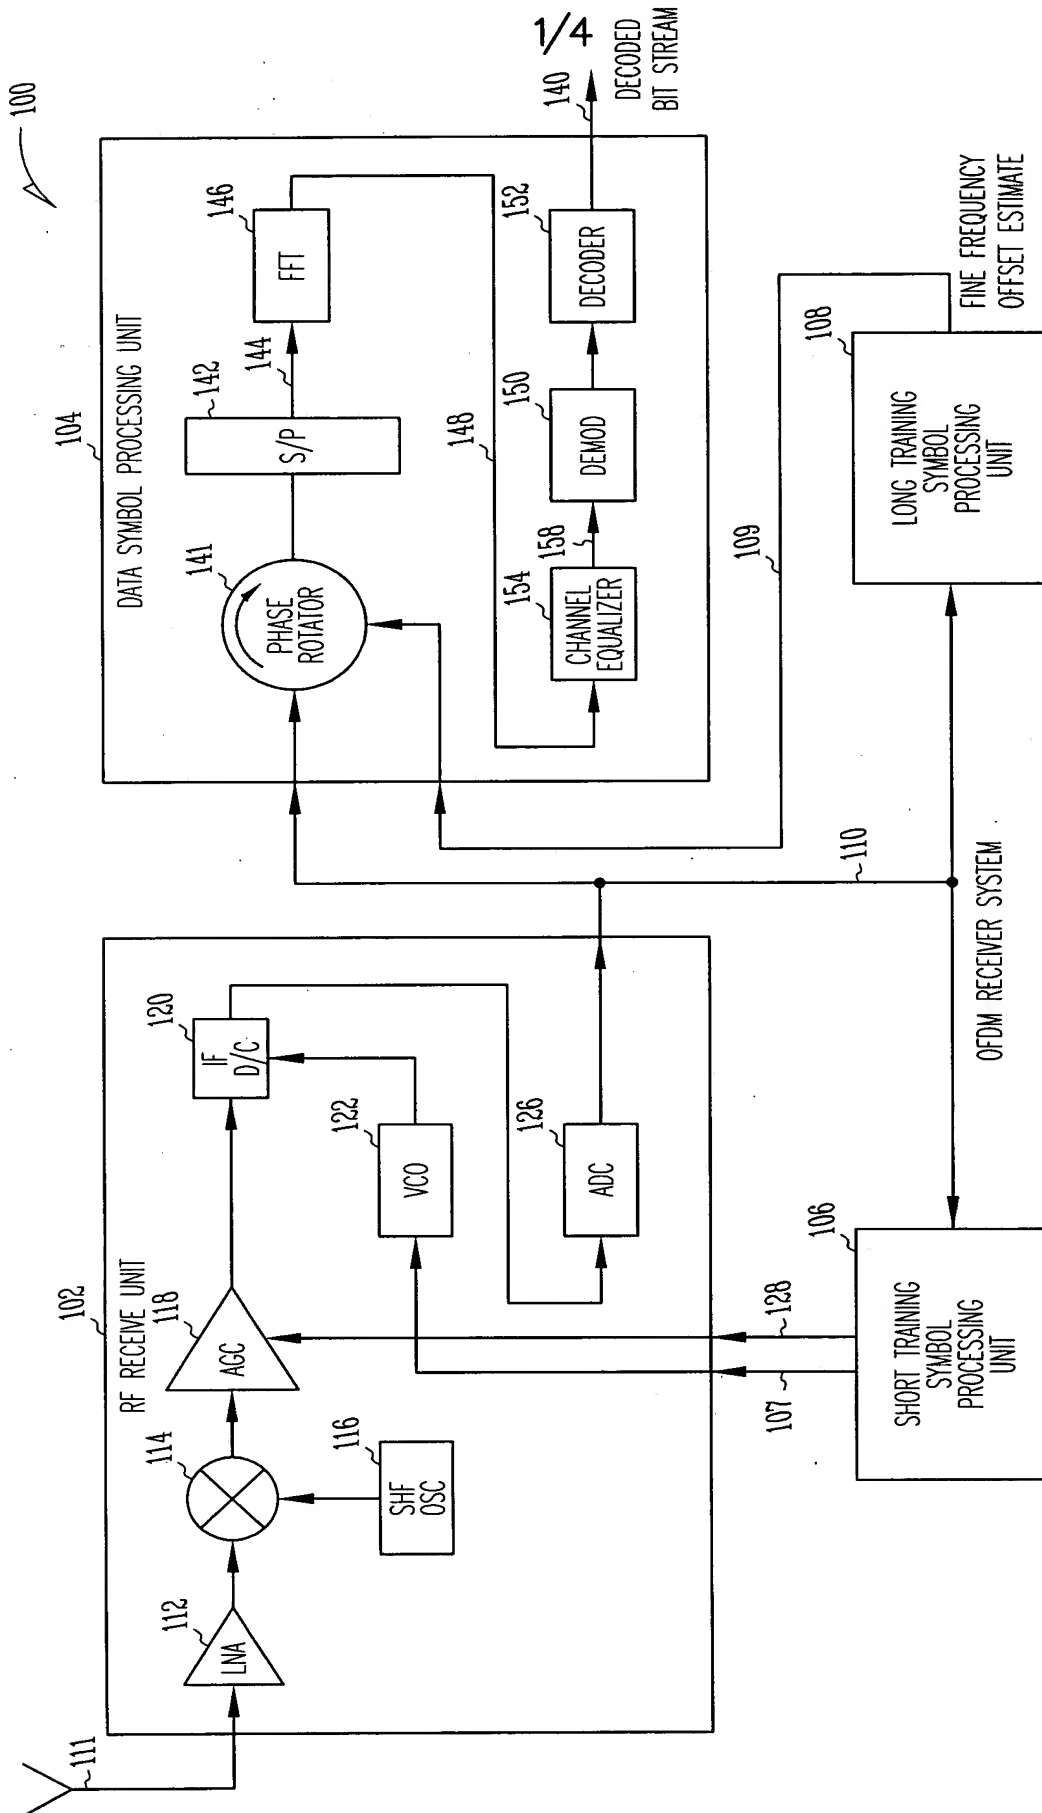 1/4
100
104
DATA SYMBOL PROCESSING UNIT
141
PHASE
ROTATOR
142
S/P
144
146
FFT
148
154
CHANNEL
EQUALIZER
158
150
DEMOD
152
DECODER
140
DECODED
BIT STREAM
102
RF RECEIVE UNIT
111
112
LNA
114
116
SHF
OSC
118
AGC
120
IF
D/C
122
VCO
126
ADC
128
107
106
SHORT TRAINING
SYMBOL
PROCESSING
UNIT
110
109
108
LONG TRAINING
SYMBOL
PROCESSING
UNIT
FINE FREQUENCY
OFFSET ESTIMATE
OFDM RECEIVER SYSTEM